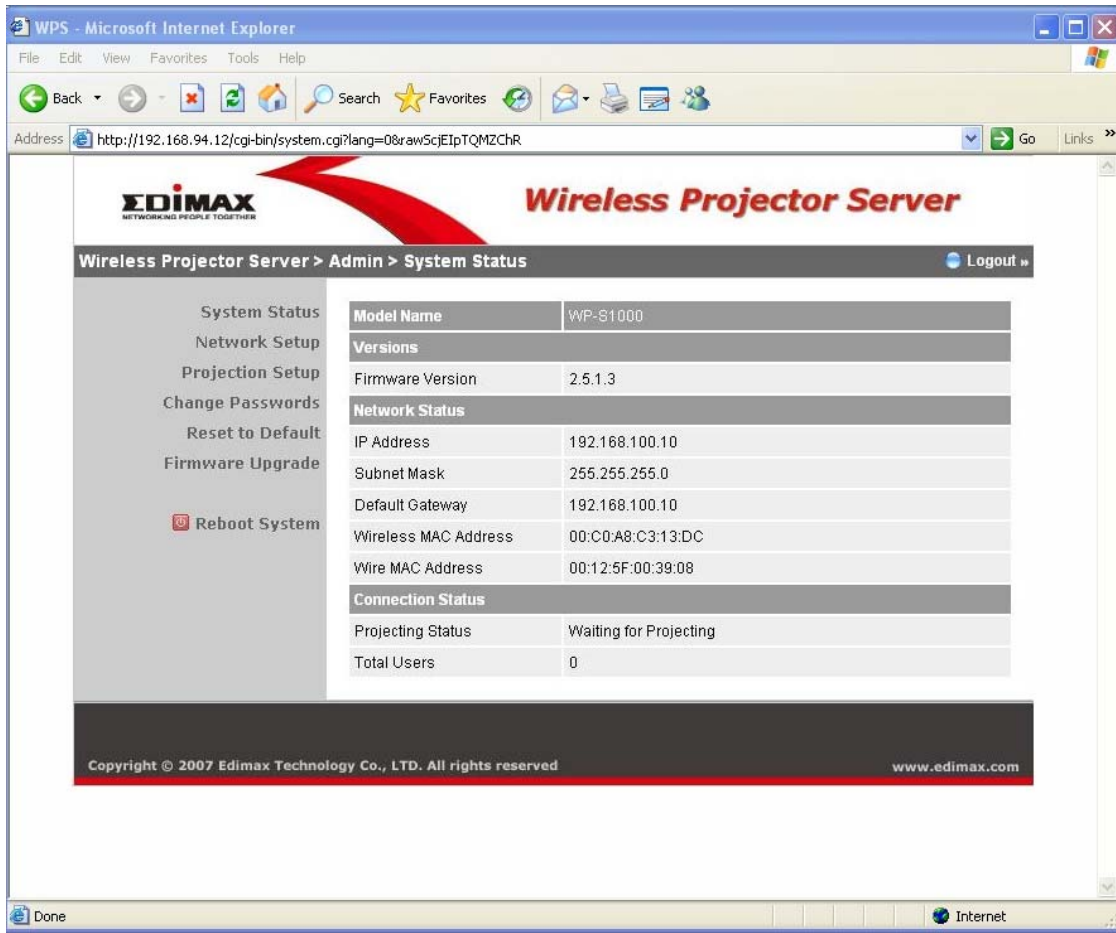 WPS - Microsoft Internet Explorer
File Edit View Favorites Tools Help
Back Search Favorites
Address http://192.168.94.12/cgi-bin/system.cgi?lang=0&rawScjEIpTQMZChR Go Links »
EDIMAX
NETWORKING PEOPLE TOGETHER
Wireless Projector Server
Wireless Projector Server > Admin > System Status
Logout »
System Status
Network Setup
Projection Setup
Change Passwords
Reset to Default
Firmware Upgrade
Reboot System
Model Name WP-S1000
Versions
Firmware Version 2.5.1.3
Network Status
IP Address 192.168.100.10
Subnet Mask 255.255.255.0
Default Gateway 192.168.100.10
Wireless MAC Address 00:C0:A8:C3:13:DC
Wire MAC Address 00:12:5F:00:39:08
Connection Status
Projecting Status Waiting for Projecting
Total Users 0
Copyright © 2007 Edimax Technology Co., LTD. All rights reserved
www.edimax.com
Done Internet